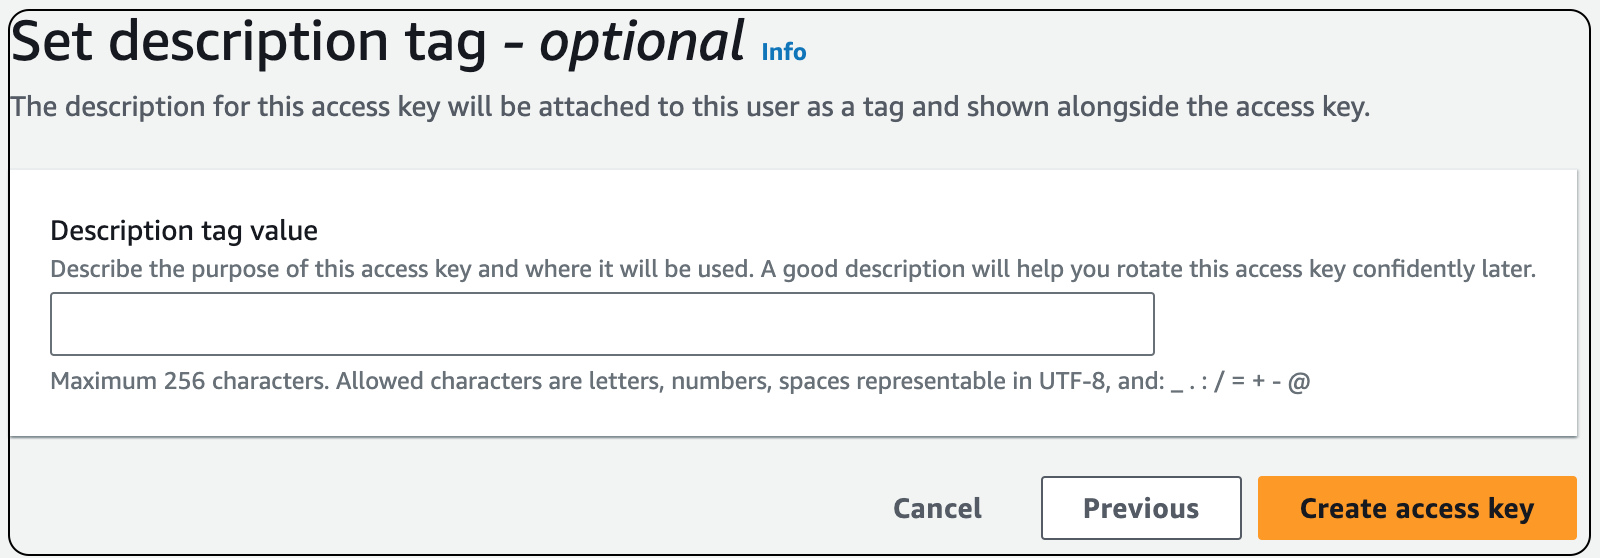 Set description tag - optional Info
The description for this access key will be attached to this user as a tag and shown alongside the access key.
Description tag value
Describe the purpose of this access key and where it will be used. A good description will help you rotate this access key confidently later.
Maximum 256 characters. Allowed characters are letters, numbers, spaces representable in UTF-8, and: _ . : / = + - @
Cancel Previous Create access key